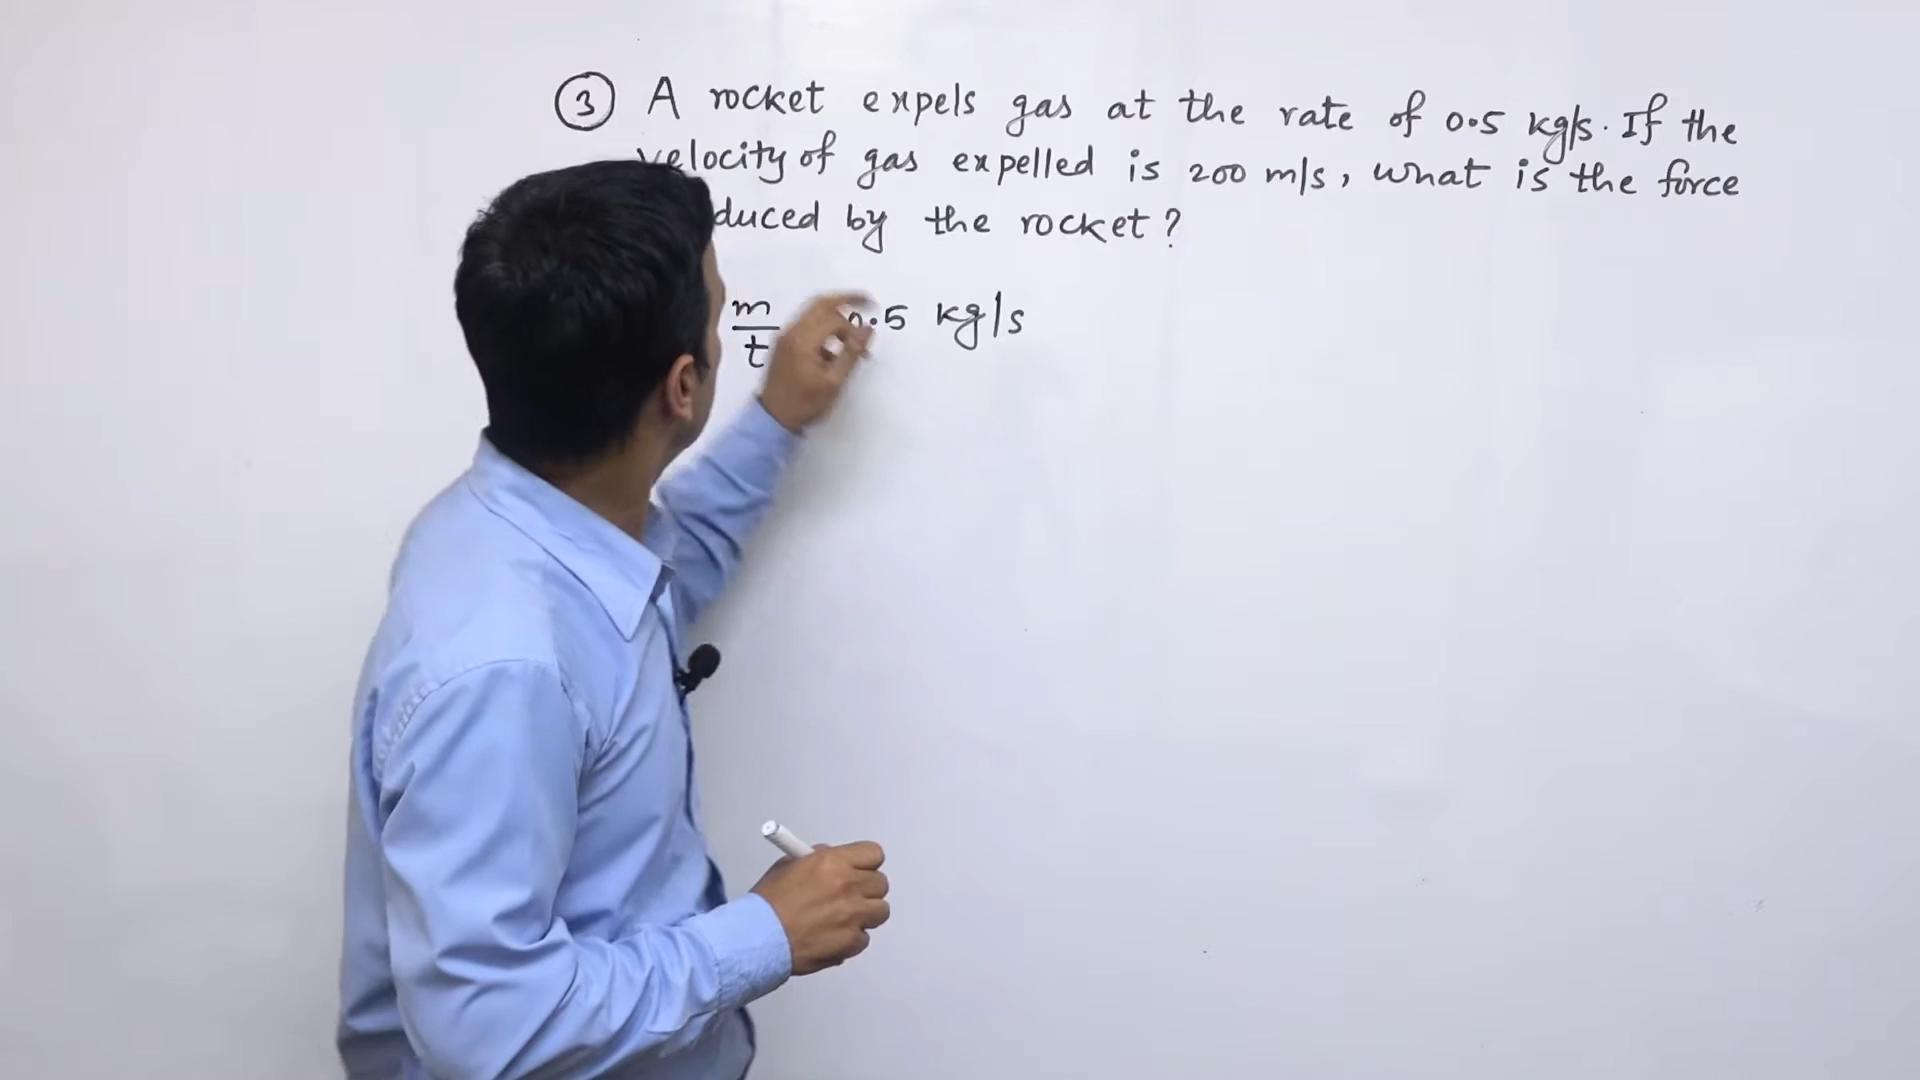 ③ A rocket expels gas at the rate of 0.5 kg/s. If the
velocity of gas expelled is 200 m/s, what is the force
by the rocket?
m
t
0.5 kg/s